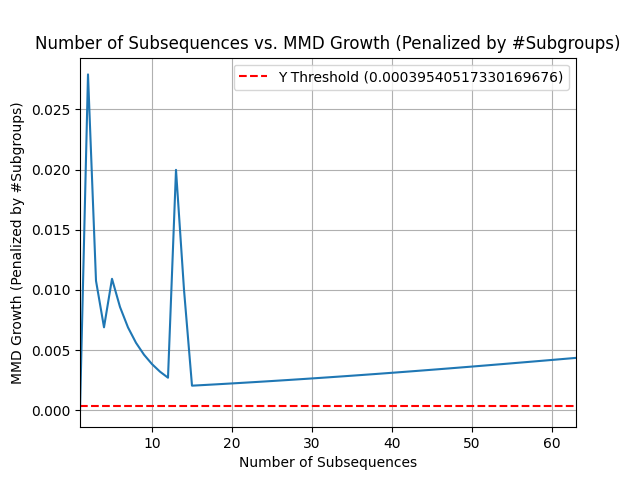 Number of Subsequences vs. MMD Growth (Penalized by #Subgroups)
Y Threshold (0.00039540517330169676)
MMD Growth (Penalized by #Subgroups)
0.025
0.020
0.015
0.010
0.005
0.000
10 20 30 40 50 60
Number of Subsequences